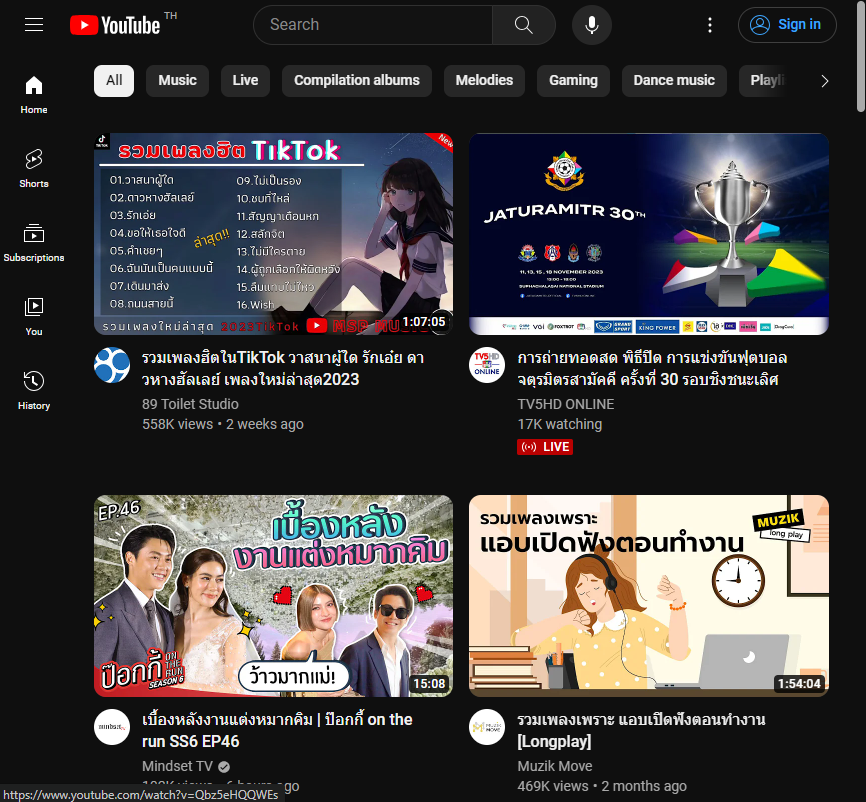 YouTube TH
Search
Sign in
Home
Shorts
Subscriptions
You
History
All
Music
Live
Compilation albums
Melodies
Gaming
Dance music
รวมเพลงฮิต TikTok
New
01.วาสนาผู้ใด
02.ดาวหางฮัลเลย์
03.รักเอ๋ย
04.ขอให้เธอใจดี
05.คำเชยๆ
06.ฉันมันเป็นคนแบบนี้
07.เดินมาส่ง
08.ถนนสายนี้
09.ไม่เป็นรอง
10.ซบที่ไหล่
11.สัญญาเดือนหก
12.สลักจิต
13.ไม่มีใครตาย
14.ผู้ถูกเลือกให้ผิดหวัง
15.ลืมแทบไม่ไหว
16.Wish
ล่าสุด!!
รวมเพลงใหม่ล่าสุด 2023TikTok
1:07:05
รวมเพลงฮิตในTikTok วาสนาผู้ใด รักเอ๋ย ดา
วหางฮัลเลย์ เพลงใหม่ล่าสุด2023
89 Toilet Studio
558K views • 2 weeks ago
JATURAMITR 30TH
11, 13, 15, 18 NOVEMBER 2023
13:00 - 18:00
SUPHACHALASAI NATIONAL STADIUM
VOI
FOXTROT
GRAND SPORT
KING POWER
TV5HD
ONLINE
การถ่ายทอดสด พิธีปิด การแข่งขันฟุตบอล
จตุรมิตรสามัคคี ครั้งที่ 30 รอบชิงชนะเลิศ
TV5HD ONLINE
17K watching
LIVE
EP.46
เบื้องหลัง
งานแต่งหมากคิม
ป๊อกกี้ ON THE RUN
SEASON 6
ว้าวมากแม่!
15:08
mindset
เบื้องหลังงานแต่งหมากคิม | ป๊อกกี้ on the
run SS6 EP46
Mindset TV
รวมเพลงเพราะ
แอบเปิดฟังตอนทำงาน
MUZIK
long play
1:54:04
MUZIK MOVE
รวมเพลงเพราะ แอบเปิดฟังตอนทำงาน
[Longplay]
Muzik Move
469K views • 2 months ago
https://www.youtube.com/watch?v=Qbz5eHQQWEs